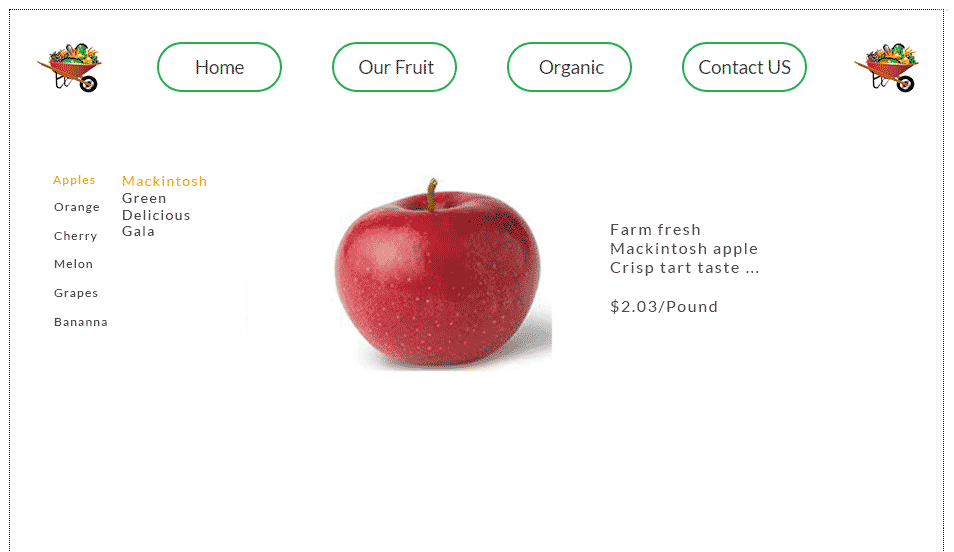 Home
Our Fruit
Organic
Contact US
Apples
Orange
Cherry
Melon
Grapes
Bananna
Mackintosh
Green
Delicious
Gala
Farm fresh
Mackintosh apple
Crisp tart taste ...
$2.03/Pound